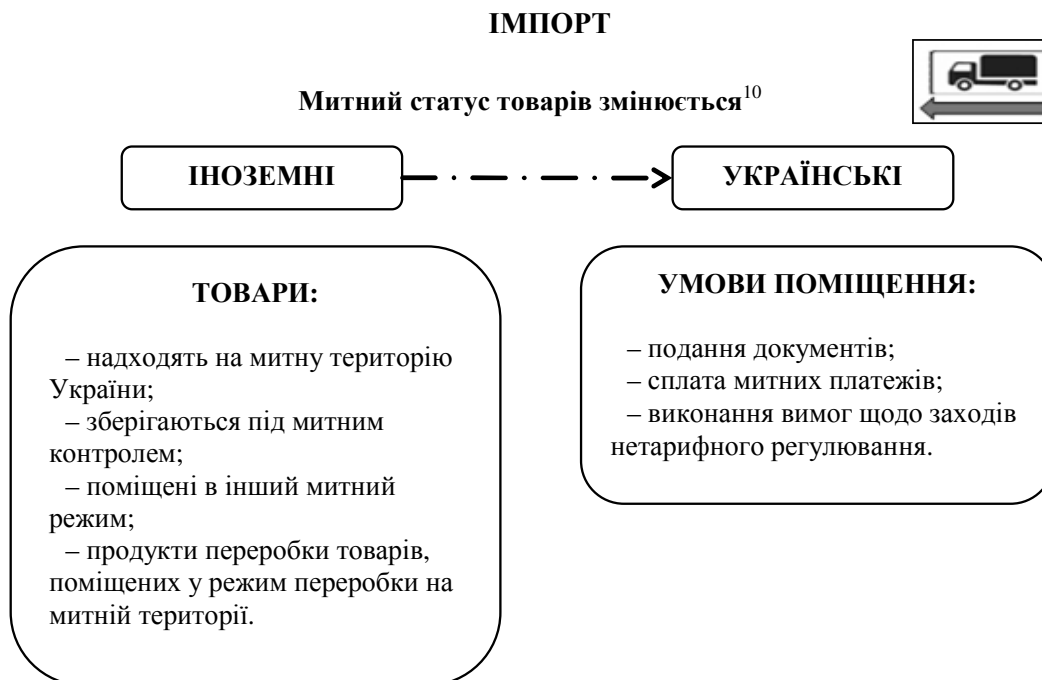 ІМПОРТ
Митний статус товарів змінюється10
ІНОЗЕМНІ
УКРАЇНСЬКІ
ТОВАРИ:
– надходять на митну територію
України;
– зберігаються під митним
контролем;
– поміщені в інший митний
режим;
– продукти переробки товарів,
поміщених у режим переробки на
митній території.
УМОВИ ПОМІЩЕННЯ:
– подання документів;
– сплата митних платежів;
– виконання вимог щодо заходів
нетарифного регулювання.